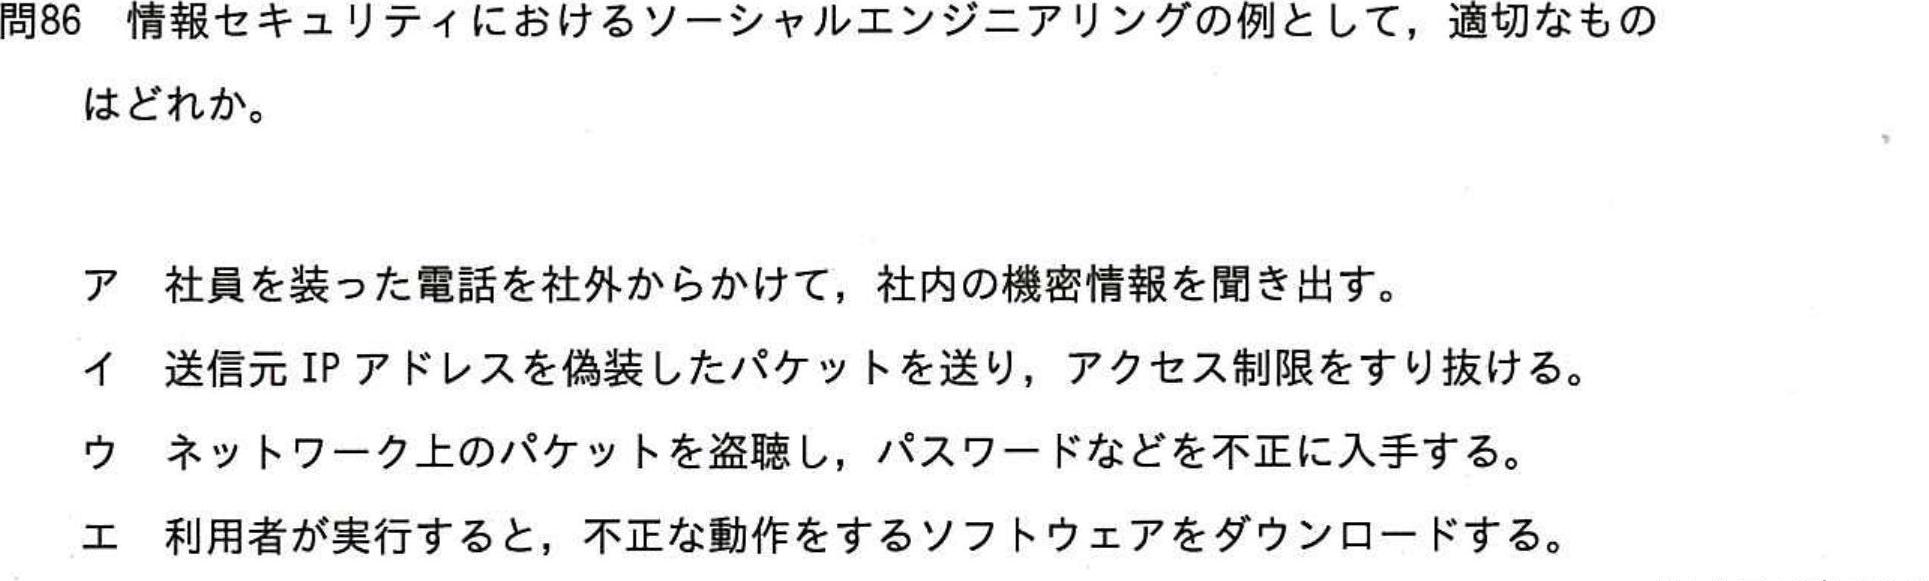 問86 情報セキュリティにおけるソーシャルエンジニアリングの例として，適切なもの
はどれか。
ア 社員を装った電話を社外からかけて，社内の機密情報を聞き出す。
イ 送信元 IP アドレスを偽装したパケットを送り，アクセス制限をすり抜ける。
ウ ネットワーク上のパケットを盗聴し，パスワードなどを不正に入手する。
エ 利用者が実行すると，不正な動作をするソフトウェアをダウンロードする。